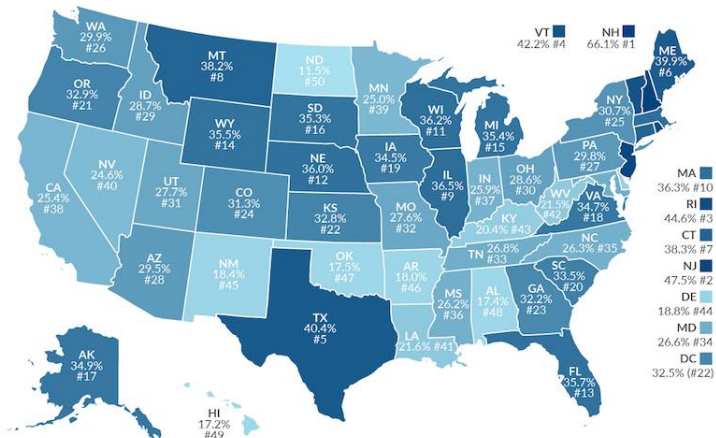 WA
29.9%
#26
MT
38.2%
#8
ND
11.5%
#50
MN
25.0%
#39
VT
42.2% #4
NH
66.1% #1
ME
39.9%
#6
OR
32.9%
#21
ID
28.7%
#29
WY
35.5%
#14
SD
35.3%
#16
WI
36.2%
#11
MI
35.4%
#15
NY
30.7%
#25
NV
24.6%
#40
UT
27.7%
#31
CO
31.3%
#24
NE
36.0%
#12
IA
34.5%
#19
IL
36.5%
#9
IN
25.9%
#37
OH
28.6%
#30
PA
29.8%
#27
CA
25.4%
#38
KS
32.8%
#22
MO
27.6%
#32
KY
20.4% #43
WV
21.5%
#42
VA
34.7%
#18
MA
36.3% #10
RI
44.6% #3
CT
38.3% #7
NJ
47.5% #2
DE
18.8% #44
MD
26.6% #34
DC
32.5% (#22)
AZ
29.5%
#28
NM
18.4%
#45
OK
17.5%
#47
AR
18.0%
#46
TN 26.8%
#33
NC
26.3% #35
SC
33.5%
#20
MS
26.2%
#36
AL
17.4%
#48
GA
32.2%
#23
TX
40.4%
#5
LA
21.6% #41
FL
35.7%
#13
AK
34.9%
#17
HI
17.2%
#49